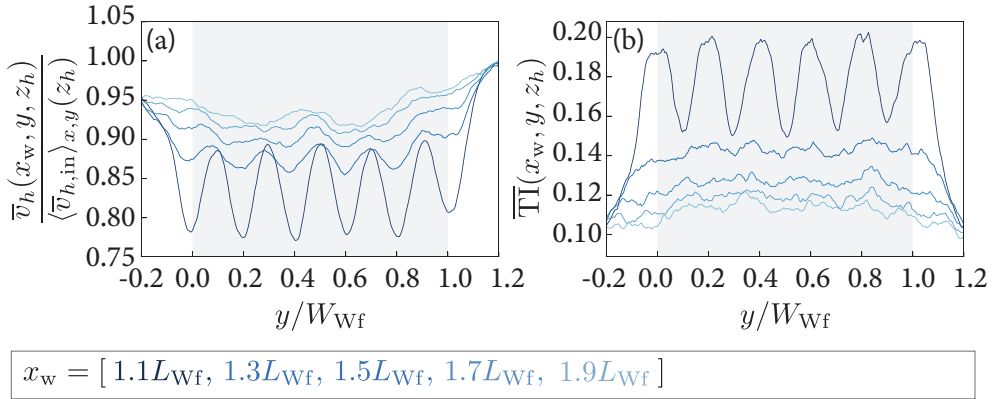 (a)
v̄_h(x_w, y, z_h)
⟨v̄_{h,in}⟩_{x,y}(z_h)
1.05
1.00
0.95
0.90
0.85
0.80
0.75
-0.2 0.0 0.2 0.4 0.6 0.8 1.0 1.2
y/W_Wf
(b)
T̄I(x_w, y, z_h)
0.20
0.18
0.16
0.14
0.12
0.10
-0.2 0.0 0.2 0.4 0.6 0.8 1.0 1.2
y/W_Wf
x_w = [ 1.1L_Wf, 1.3L_Wf, 1.5L_Wf, 1.7L_Wf, 1.9L_Wf ]